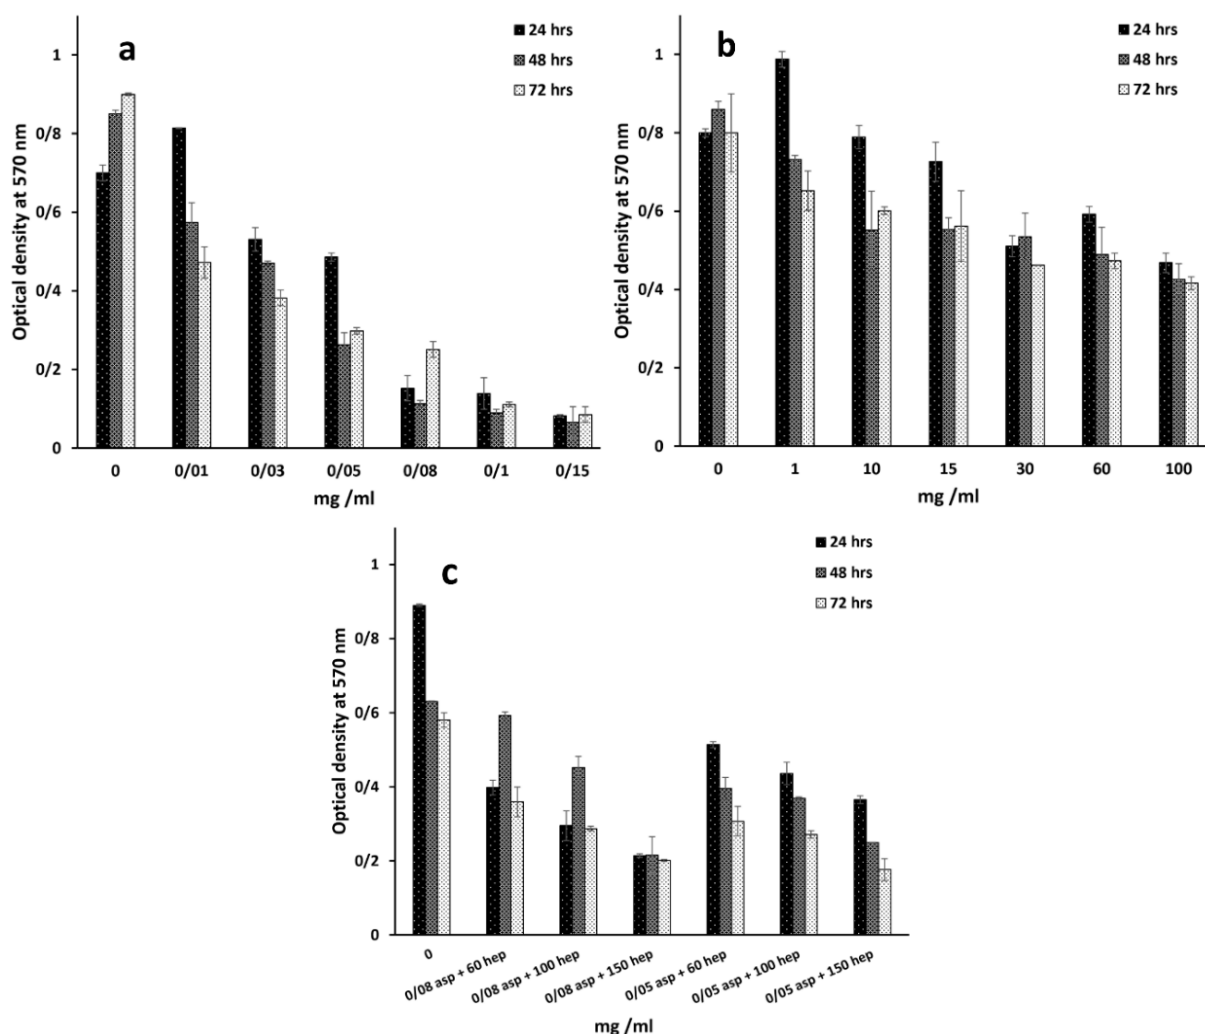 a
24 hrs
48 hrs
72 hrs
Optical density at 570 nm
1
0/8
0/6
0/4
0/2
0
0 0/01 0/03 0/05 0/08 0/1 0/15
mg /ml
b
24 hrs
48 hrs
72 hrs
Optical density at 570 nm
1
0/8
0/6
0/4
0/2
0
0 1 10 15 30 60 100
mg /ml
c
24 hrs
48 hrs
72 hrs
Optical density at 570 nm
1
0/8
0/6
0/4
0/2
0
0
0/08 asp + 60 hep
0/08 asp + 100 hep
0/08 asp + 150 hep
0/05 asp + 60 hep
0/05 asp + 100 hep
0/05 asp + 150 hep
mg /ml